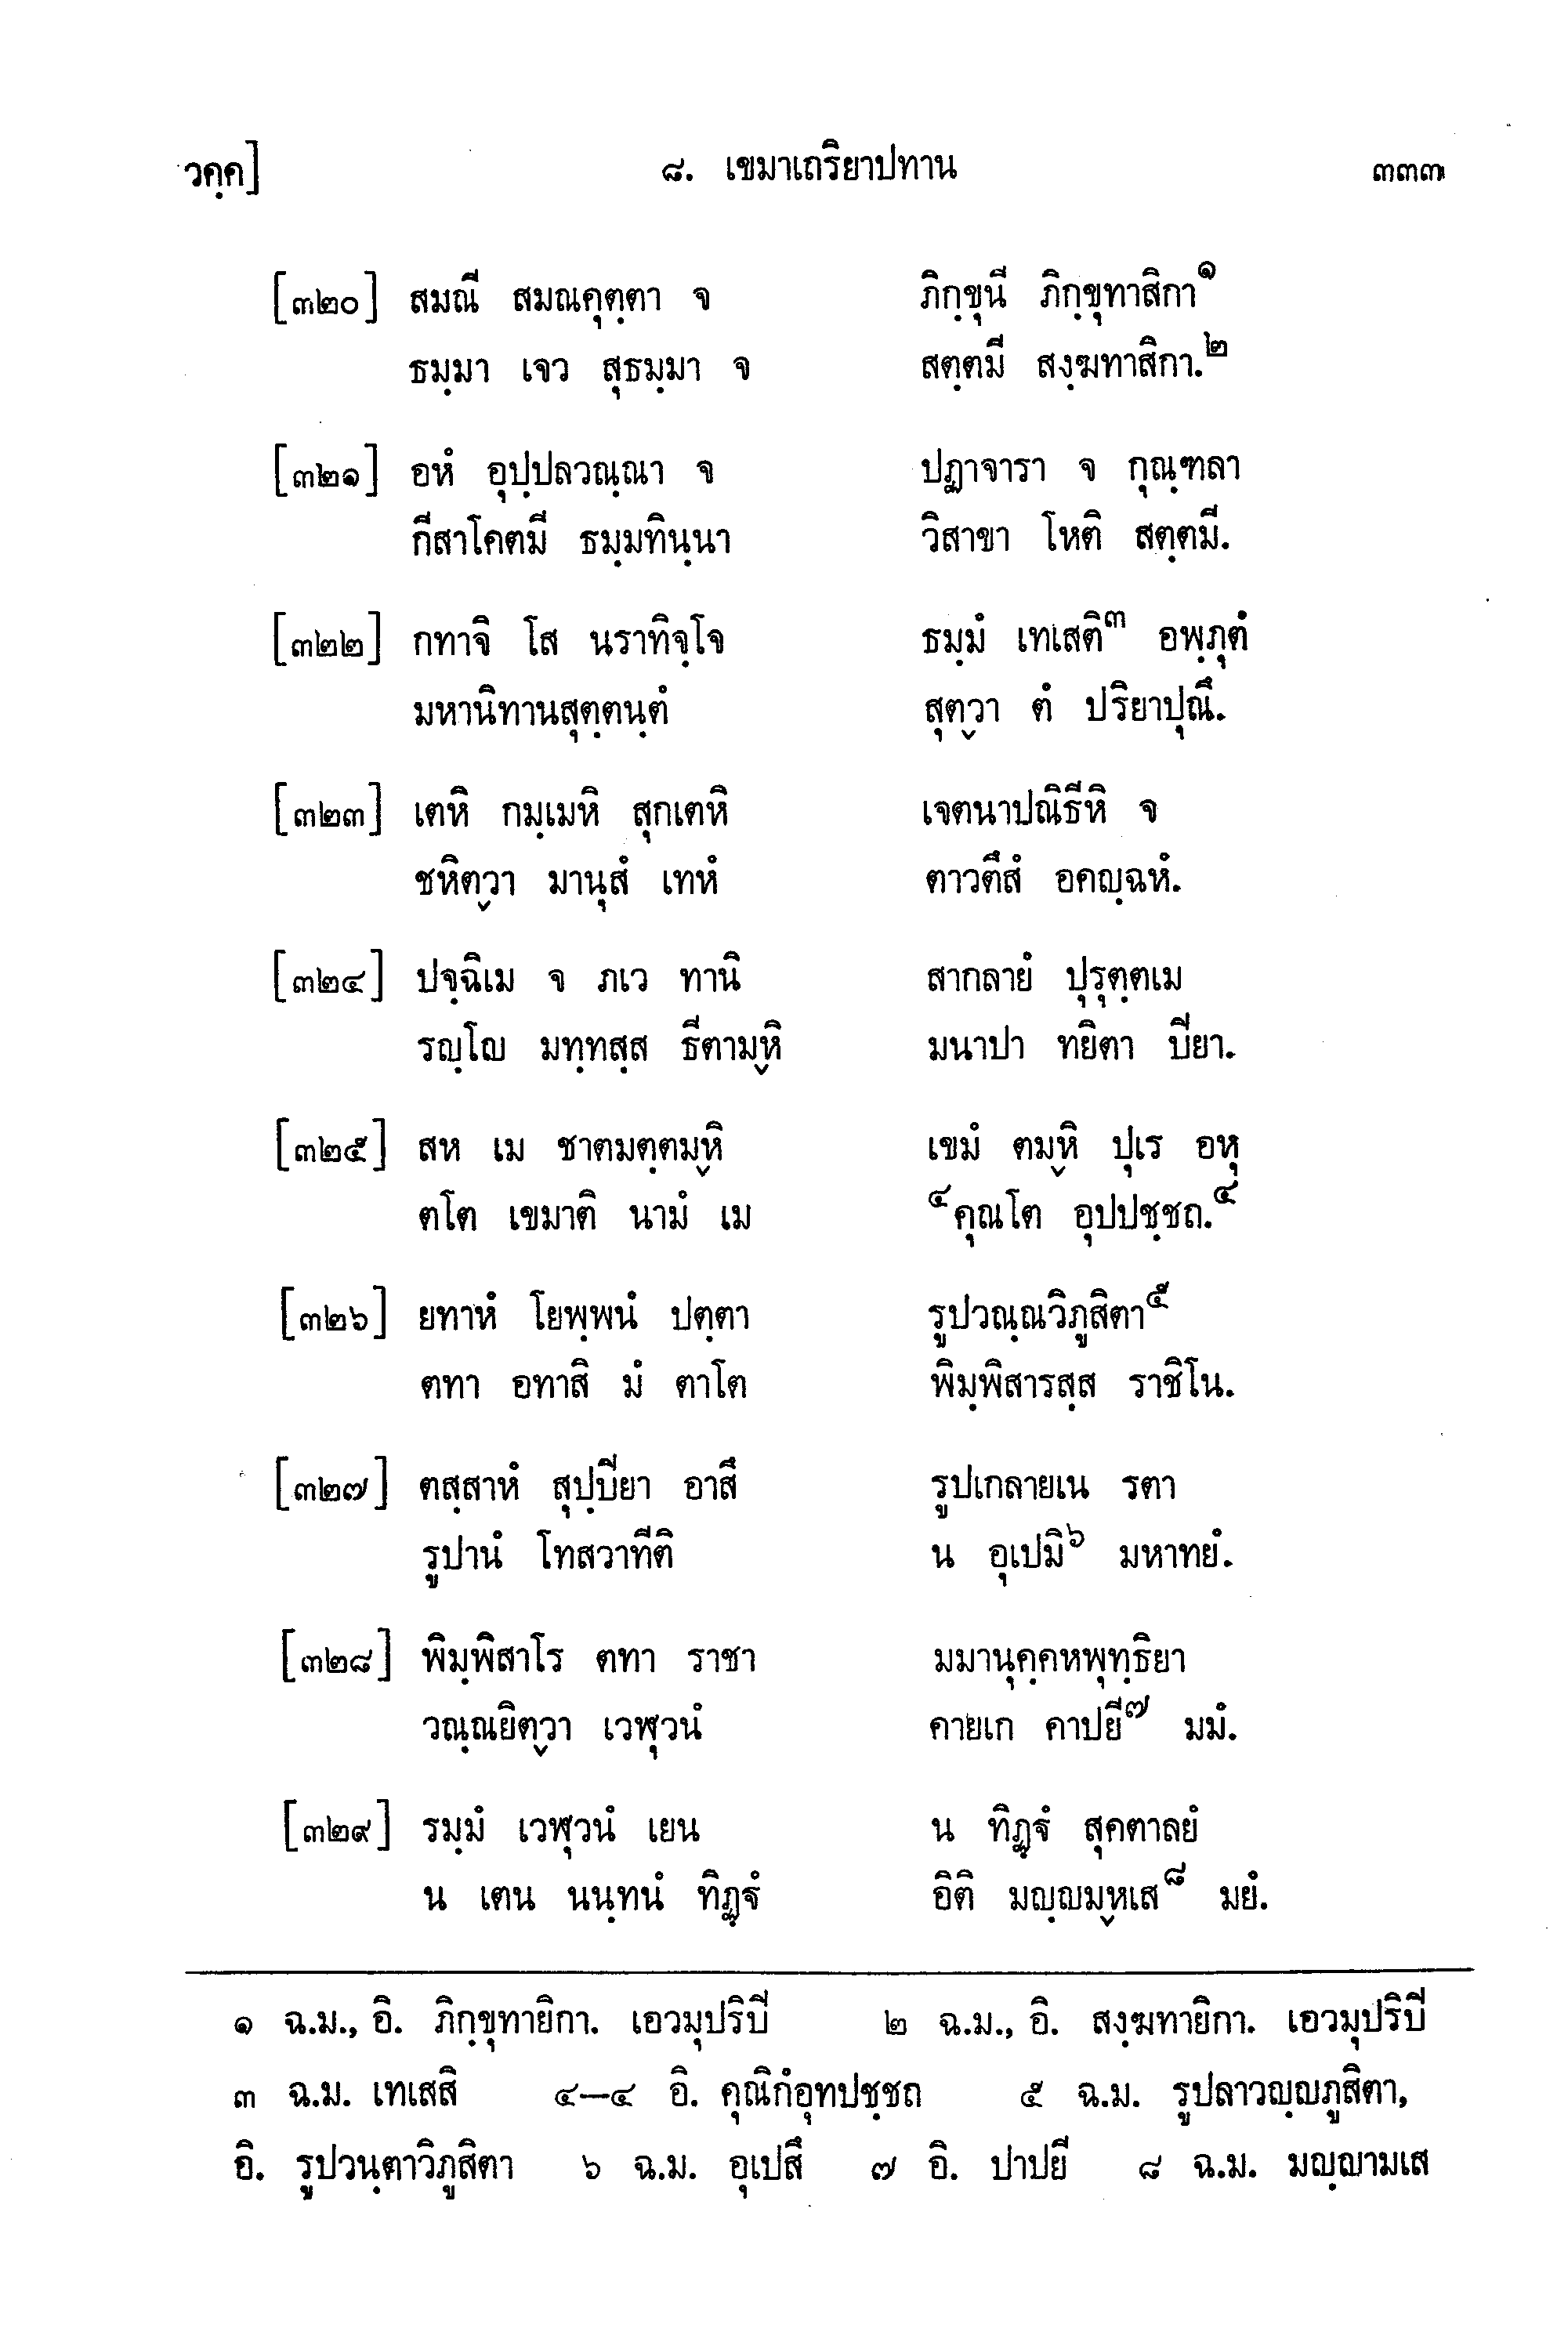 วคฺค] ๘. เขมาเถริยาปทาน ๓๓๓
[๓๒๐] สมณี สมณคุตฺตา จ ภิกฺขุนี ภิกฺขุทาสิกา๑
ธมฺมา เจว สุธมฺมา จ สตฺตมี สงฺฆทาสิกา.๒
[๓๒๑] อหํ อุปฺปลวณฺณา จ ปฏาจารา จ กุณฺฑลา
กีสาโคตมี ธมฺมทินฺนา วิสาขา โหติ สตฺตมี.
[๓๒๒] กทาจิ โส นราทิจฺโจ ธมฺมํ เทเสติ๓ อพฺภุตํ
มหานิทานสุตฺตนฺตํ สุตฺวา ตํ ปริยาปุณึ.
[๓๒๓] เตหิ กมฺเมหิ สุกเตหิ เจตนาปณิธีหิ จ
ชหิตฺวา มานุสํ เทหํ ตาวตึสํ อคญฺฉหํ.
[๓๒๔] ปจฺฉิเม จ ภเว ทานิ สากลายํ ปุรุตฺตเม
รญฺโญ มทฺทสฺส ธีตามฺหิ มนาปา ทยิตา ปียา.
[๓๒๕] สห เม ชาตมตฺตมฺหิ เขมํ ตมฺหิ ปุเร อหุ
ตโต เขมาติ นามํ เม ๔คุณโต อุปปชฺชถ.๔
[๓๒๖] ยทาหํ โยพฺพนํ ปตฺตา รูปวณฺณวิภูสิตา๕
ตทา อทาสิ มํ ตาโต พิมฺพิสารสฺส ราชิโน.
[๓๒๗] ตสฺสาหํ สุปฺปียา อาสึ รูปเกลายเน รตา
รูปานํ โทสวาทีติ น อุเปมิ๖ มหาทยํ.
[๓๒๘] พิมฺพิสาโร ตทา ราชา มมานุคฺคหพุทฺธิยา
วณฺณยิตฺวา เวฬุวนํ คายเก คาปยี๗ มมํ.
[๓๒๙] รมฺมํ เวฬุวนํ เยน น ทิฏฺฐํ สุคตาลยํ
น เตน นนฺทนํ ทิฏฺฐํ อิติ มญฺญมฺหเส๘ มยํ.
๑ ฉ.ม., อิ. ภิกฺขุทายิกา. เอวมุปริปี ๒ ฉ.ม., อิ. สงฺฆทายิกา. เอวมุปริปี
๓ ฉ.ม. เทเสสิ ๔–๔ อิ. คุณิกํอุทปชฺชถ ๕ ฉ.ม. รูปลาวญฺญภูสิตา,
อิ. รูปวนฺตาวิภูสิตา ๖ ฉ.ม. อุเปสึ ๗ อิ. ปาปยี ๘ ฉ.ม. มญฺญามเส